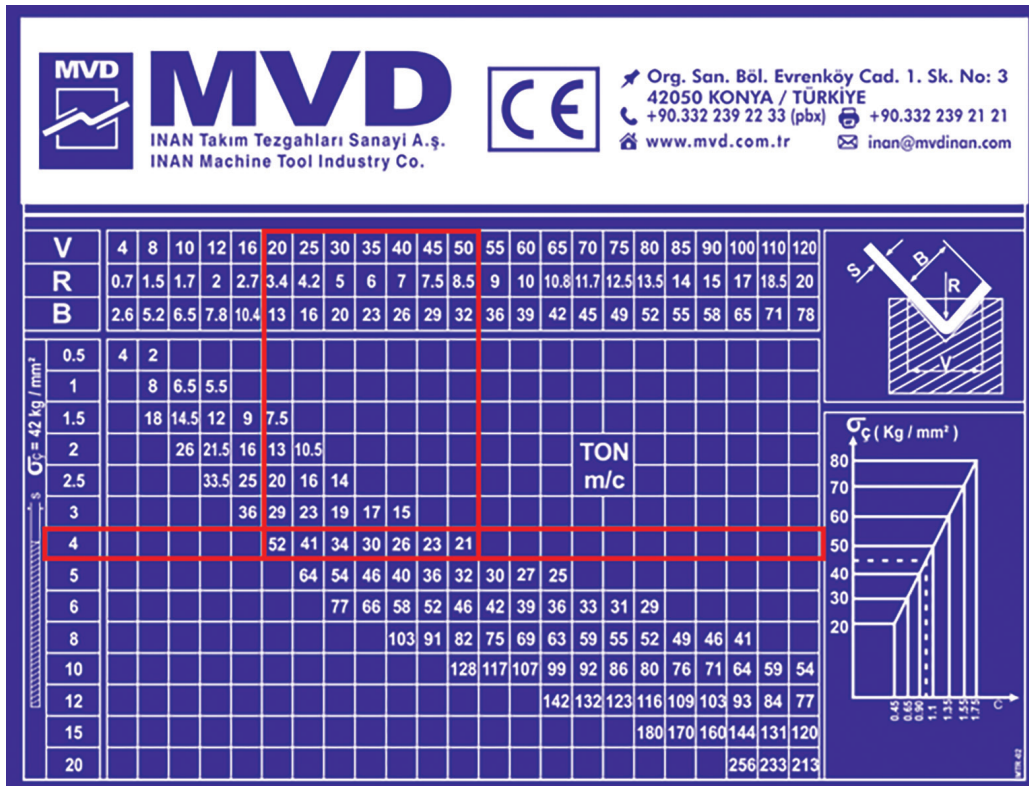 MVD
MVD
INAN Takım Tezgahları Sanayi A.ş.
INAN Machine Tool Industry Co.
CE
Org. San. Böl. Evrenköy Cad. 1. Sk. No: 3
42050 KONYA / TÜRKİYE
+90.332 239 22 33 (pbx) +90.332 239 21 21
www.mvd.com.tr inan@mvdinan.com
V 4 8 10 12 16 20 25 30 35 40 45 50 55 60 65 70 75 80 85 90 100 110 120
R 0.7 1.5 1.7 2 2.7 3.4 4.2 5 6 7 7.5 8.5 9 10 10.8 11.7 12.5 13.5 14 15 17 18.5 20
B 2.6 5.2 6.5 7.8 10.4 13 16 20 23 26 29 32 36 39 42 45 49 52 55 58 65 71 78
S B R V
σç = 42 kg / mm²
s
0.5 4 2
1 8 6.5 5.5
1.5 18 14.5 12 9 7.5
2 26 21.5 16 13 10.5
2.5 33.5 25 20 16 14
3 36 29 23 19 17 15
4 52 41 34 30 26 23 21
5 64 54 46 40 36 32 30 27 25
6 77 66 58 52 46 42 39 36 33 31 29
8 103 91 82 75 69 63 59 55 52 49 46 41
10 128 117 107 99 92 86 80 76 71 64 59 54
12 142 132 123 116 109 103 93 84 77
15 180 170 160 144 131 120
20 256 233 213
TON
m/c
σç ( Kg / mm² )
80
70
60
50
40
30
20
0.45 0.65 0.90 1.1 1.35 1.55 1.75 C
MTR-02